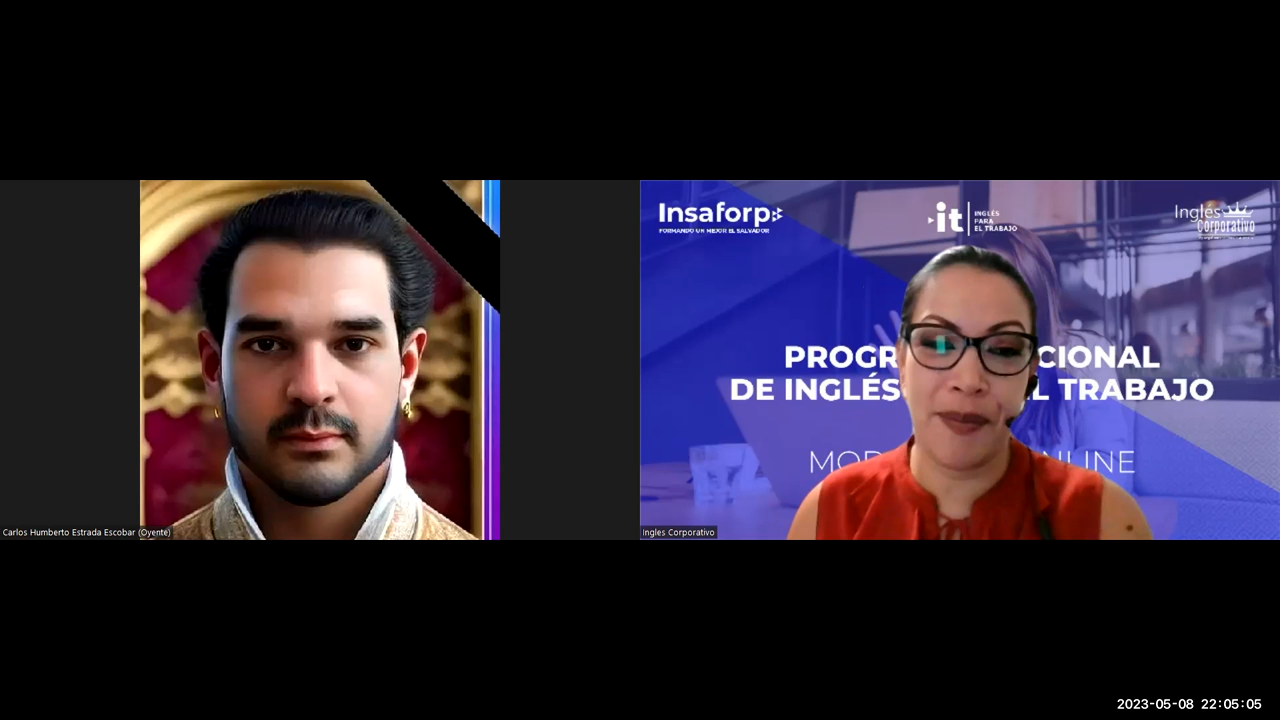 Insaforp
FORMANDO UN MEJOR EL SALVADOR
it
INGLÉS
PARA
EL TRABAJO
Ingles
Corporativo
PROGR CIONAL
DE INGLÉS L TRABAJO
MOD NLINE
Carlos Humberto Estrada Escobar (Oyente)
Ingles Corporativo
2023-05-08 22:05:05